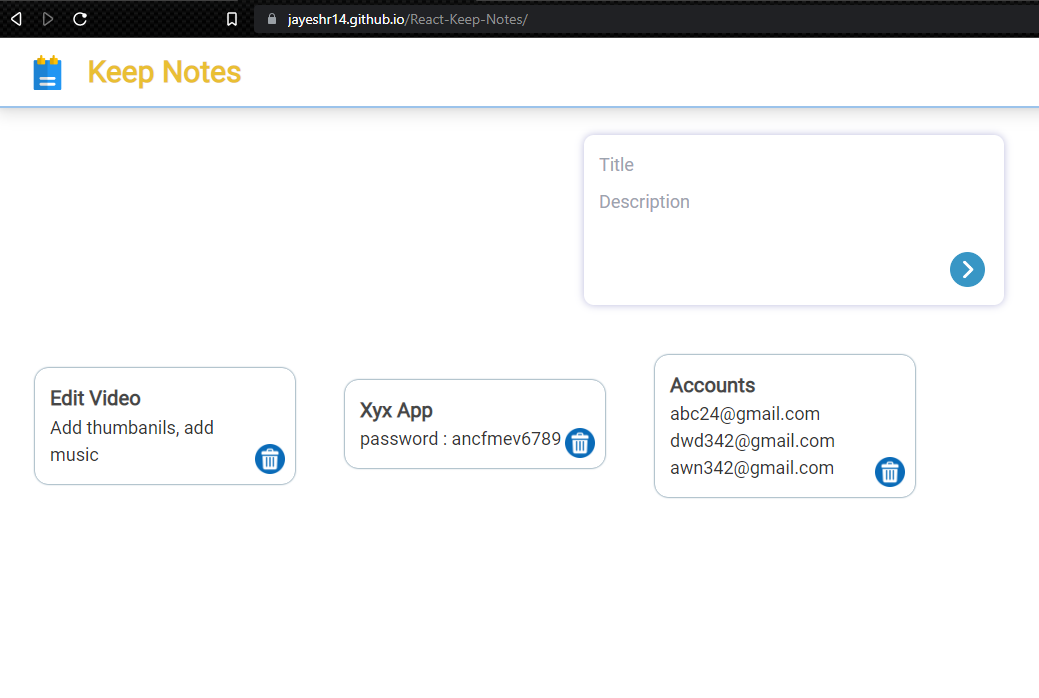 jayeshr14.github.io/React-Keep-Notes/
Keep Notes
Title
Description
Edit Video
Add thumbanils, add
music
Xyx App
password : ancfmev6789
Accounts
abc24@gmail.com
dwd342@gmail.com
awn342@gmail.com